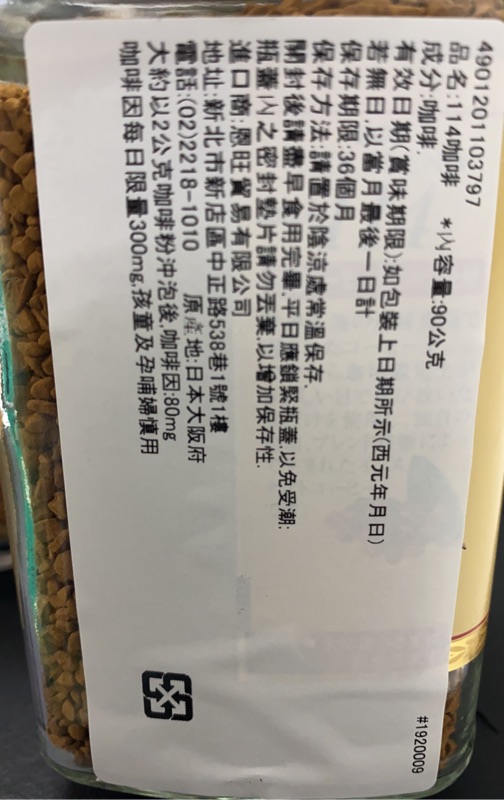 4901201103797
品名:114咖啡 *內容量:90公克
成分:咖啡.
有效日期(賞味期限):如包裝上日期所示(西元年月日)
若無日,以當月最後一日計
保存期限:36個月
保存方法:請置於陰涼處常溫保存.
開封後請盡早食用完畢,平日應鎖緊瓶蓋,以免受潮;
瓶蓋內之密封墊片請勿丟棄,以增加保存性.
進口商:恩旺貿易有限公司
地址:新北市新店區中正路538巷1號1樓
電話:(02)2218-1010 原產地:日本大阪府
大約以2公克咖啡粉沖泡後,咖啡因:80mg
咖啡因每日限量300mg,孩童及孕哺婦慎用
#1920009